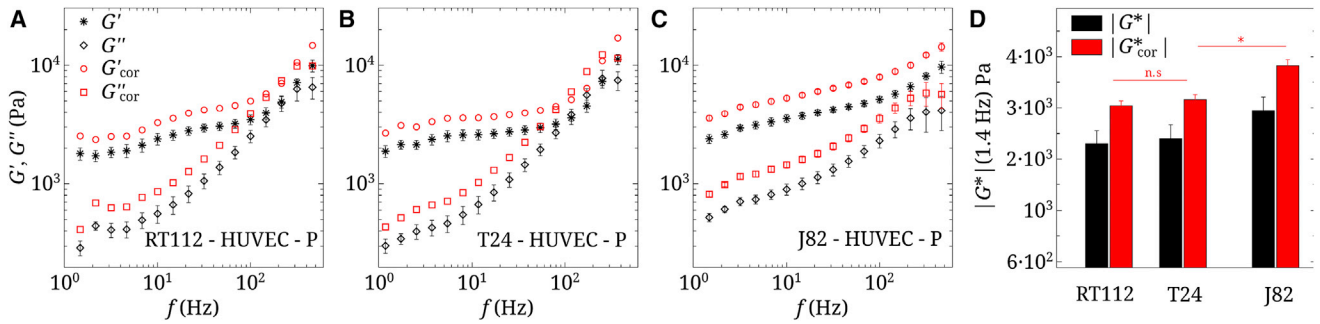 A
G′
G″
G′cor
G″cor
G′, G″ (Pa)
10⁴
10³
10⁰
10¹
10²
f (Hz)
RT112 - HUVEC - P
B
10⁴
10³
10⁰
10¹
10²
f (Hz)
T24 - HUVEC - P
C
10⁴
10³
10⁰
10¹
10²
f (Hz)
J82 - HUVEC - P
D
|G*|
|G*cor|
|G*| (1.4 Hz) Pa
4·10³
3·10³
2·10³
1·10³
6·10²
n.s
*
RT112
T24
J82